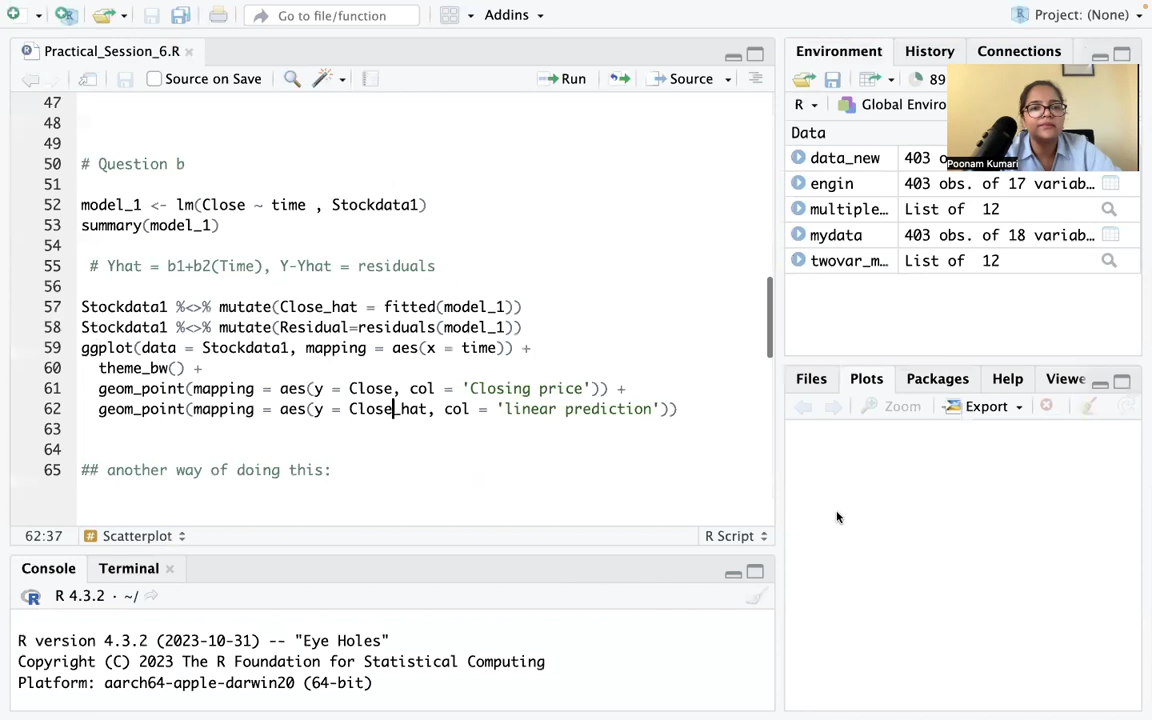 Go to file/function
Addins
Project: (None)
Practical_Session_6.R
Source on Save
Run
Source
47
48
49
50 # Question b
51
52 model_1 <- lm(Close ~ time , Stockdata1)
53 summary(model_1)
54
55 # Yhat = b1+b2(Time), Y-Yhat = residuals
56
57 Stockdata1 %<>% mutate(Close_hat = fitted(model_1))
58 Stockdata1 %<>% mutate(Residual=residuals(model_1))
59 ggplot(data = Stockdata1, mapping = aes(x = time)) +
60 theme_bw() +
61 geom_point(mapping = aes(y = Close, col = 'Closing price')) +
62 geom_point(mapping = aes(y = Close_hat, col = 'linear prediction'))
63
64
65 ## another way of doing this:
62:37 Scatterplot R Script
Console Terminal
R 4.3.2 · ~/
R version 4.3.2 (2023-10-31) -- "Eye Holes"
Copyright (C) 2023 The R Foundation for Statistical Computing
Platform: aarch64-apple-darwin20 (64-bit)
Environment History Connections
89
R Global Enviro
Poonam Kumari
Data
data_new 403 o
engin 403 obs. of 17 variab…
multiple… List of 12
mydata 403 obs. of 18 variab…
twovar_m… List of 12
Files Plots Packages Help Viewe
Zoom Export